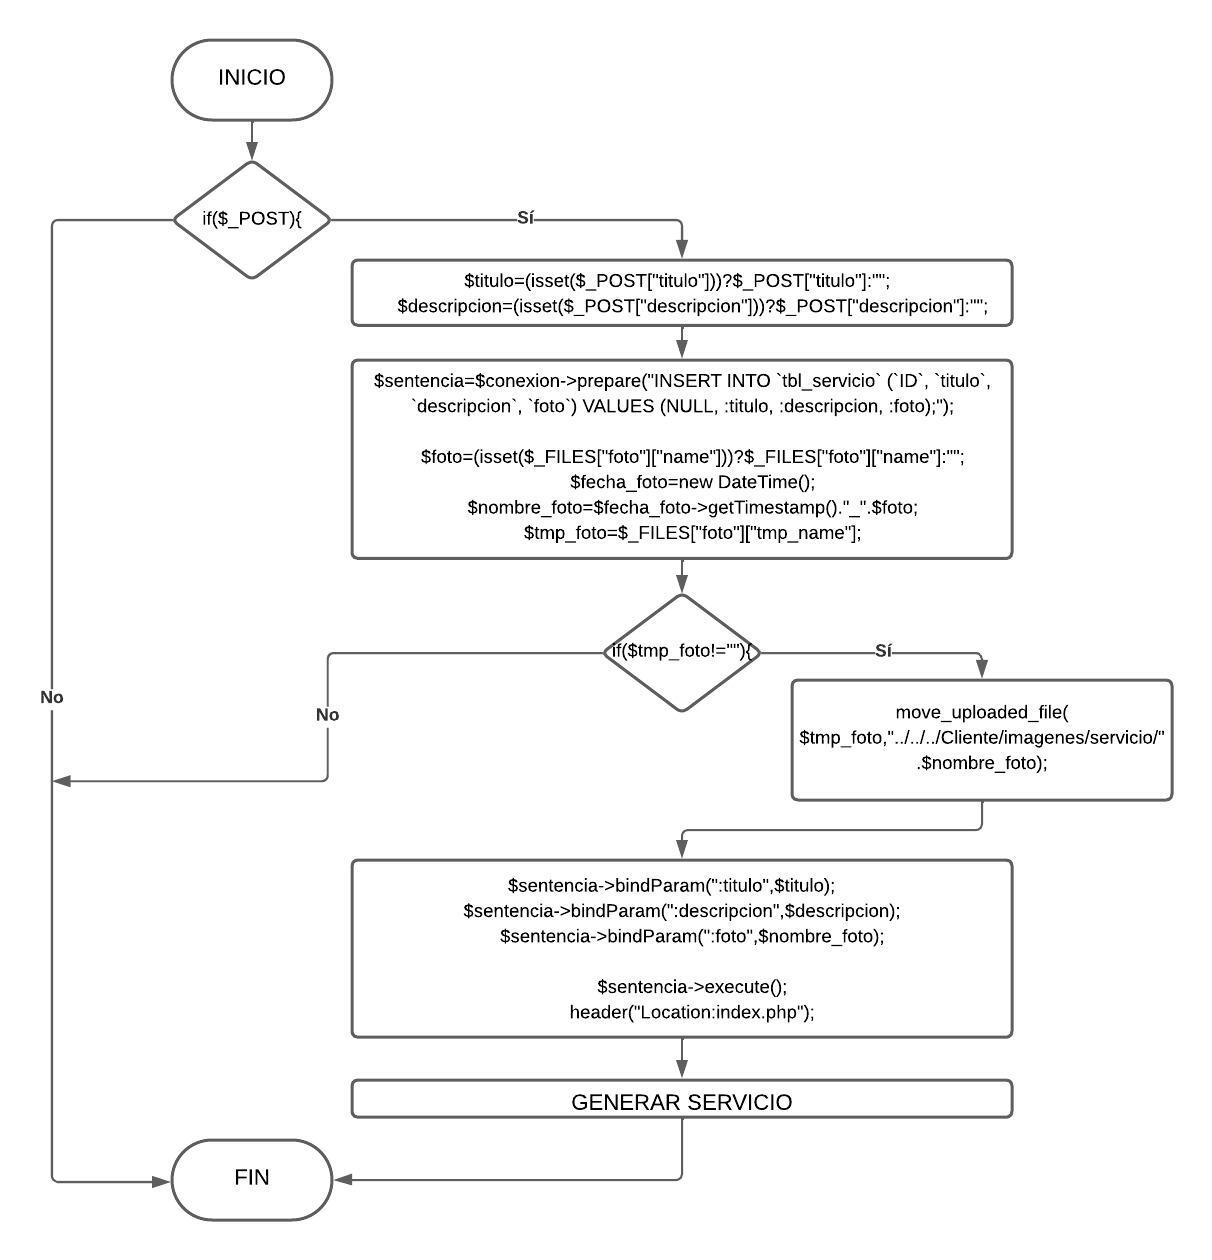 INICIO
if($_POST){
Sí
$titulo=(isset($_POST["titulo"]))?$_POST["titulo"]:"";
$descripcion=(isset($_POST["descripcion"]))?$_POST["descripcion"]:"";
$sentencia=$conexion->prepare("INSERT INTO `tbl_servicio` (`ID`, `titulo`,
`descripcion`, `foto`) VALUES (NULL, :titulo, :descripcion, :foto);");
$foto=(isset($_FILES["foto"]["name"]))?$_FILES["foto"]["name"]:"";
$fecha_foto=new DateTime();
$nombre_foto=$fecha_foto->getTimestamp()."_".$foto;
$tmp_foto=$_FILES["foto"]["tmp_name"];
if($tmp_foto!=""){
Sí
No
No
move_uploaded_file(
$tmp_foto,"../../../Cliente/imagenes/servicio/"
.$nombre_foto);
$sentencia->bindParam(":titulo",$titulo);
$sentencia->bindParam(":descripcion",$descripcion);
$sentencia->bindParam(":foto",$nombre_foto);
$sentencia->execute();
header("Location:index.php");
GENERAR SERVICIO
FIN